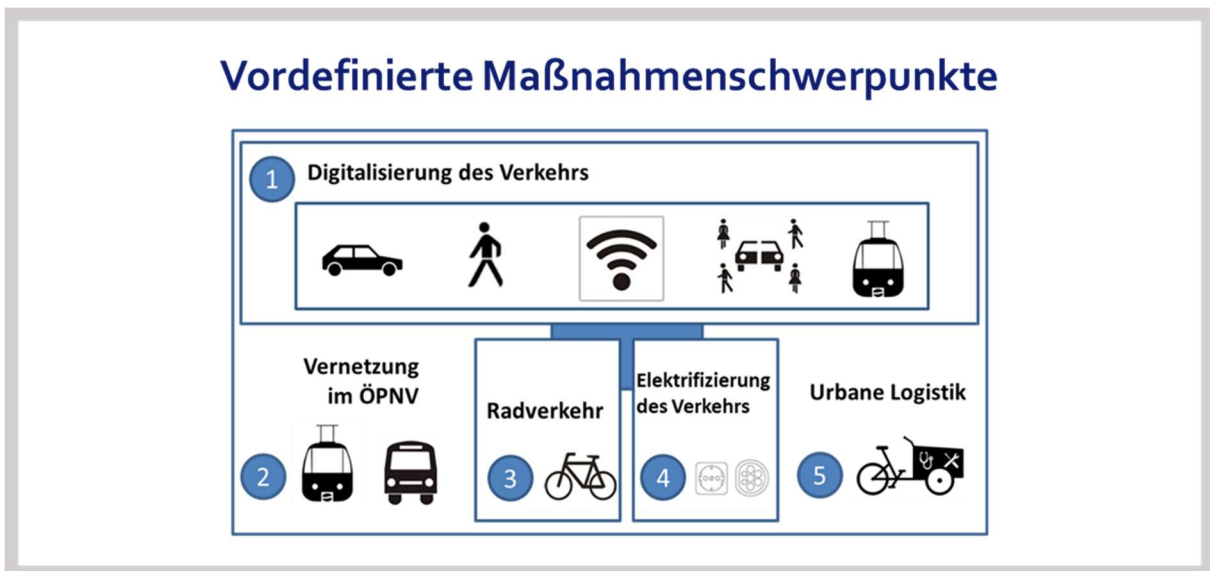 Vordefinierte Maßnahmenschwerpunkte
1 Digitalisierung des Verkehrs
Vernetzung
im ÖPNV
2
Radverkehr
3
Elektrifizierung
des Verkehrs
4
Urbane Logistik
5